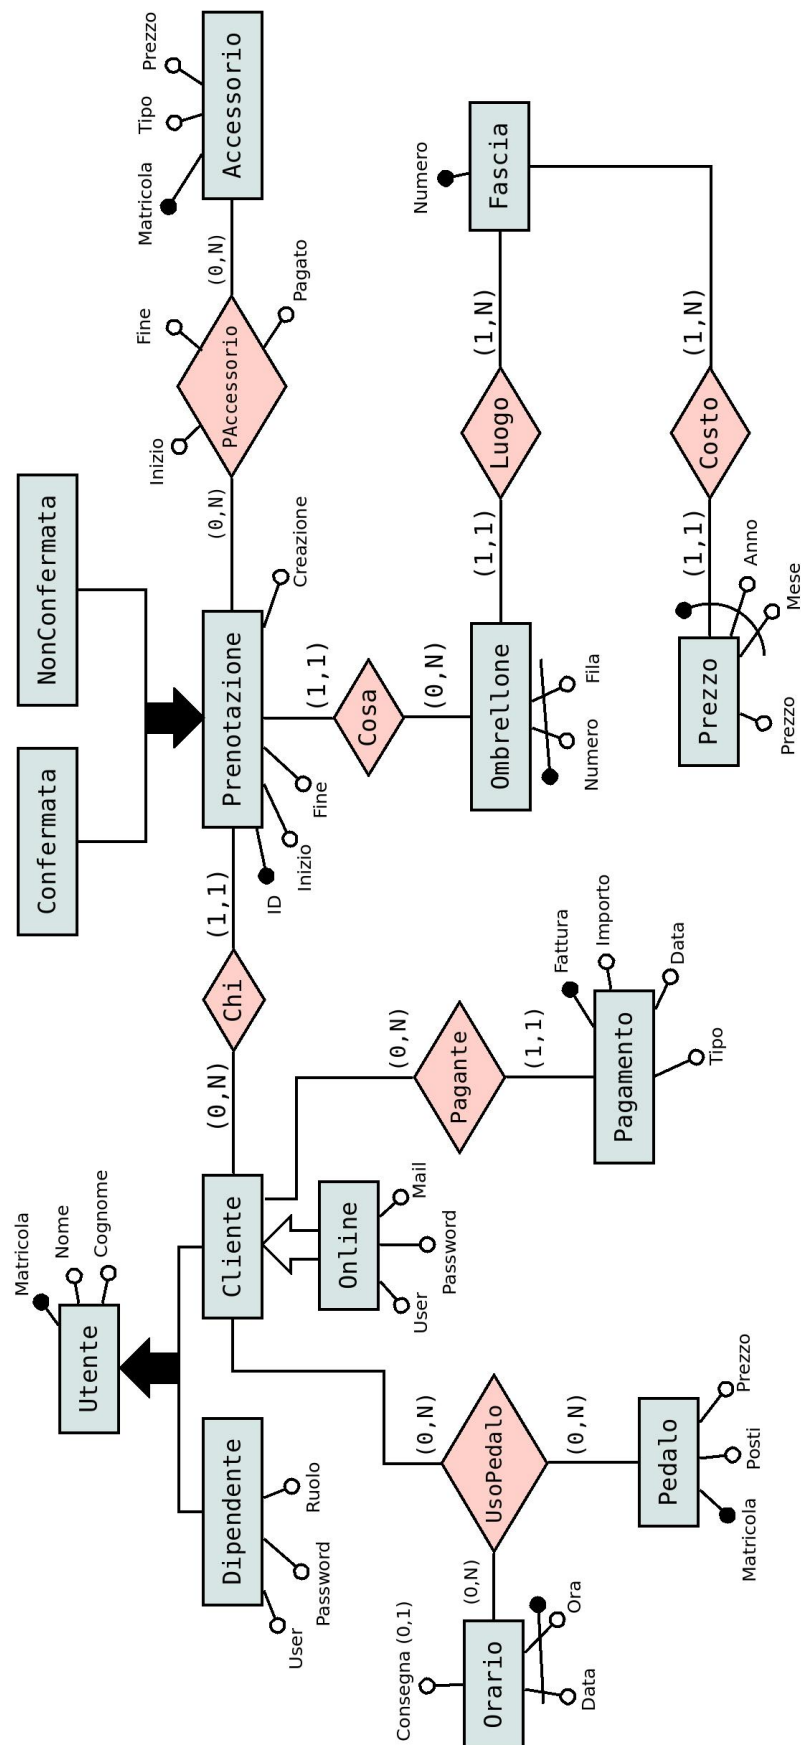 Utente
Matricola
Nome
Cognome
Dipendente
User
Password
Ruolo
Cliente
Online
User
Password
Mail
Orario
Consegna (0,1)
Data
Ora
(0,N)
UsoPedalo
(0,N)
(0,N)
Pedalo
Matricola
Posti
Prezzo
Pagante
(0,N)
(1,1)
Pagamento
Fattura
Importo
Data
Tipo
(0,N)
Chi
(1,1)
Confermata
NonConfermata
Prenotazione
ID
Inizio
Fine
Creazione
(1,1)
Cosa
(0,N)
Ombrellone
Numero
Fila
(1,1)
Luogo
(1,N)
Fascia
Numero
(1,N)
Costo
(1,1)
Prezzo
Prezzo
Mese
Anno
(0,N)
PAccessorio
Inizio
Fine
Pagato
(0,N)
Accessorio
Matricola
Tipo
Prezzo